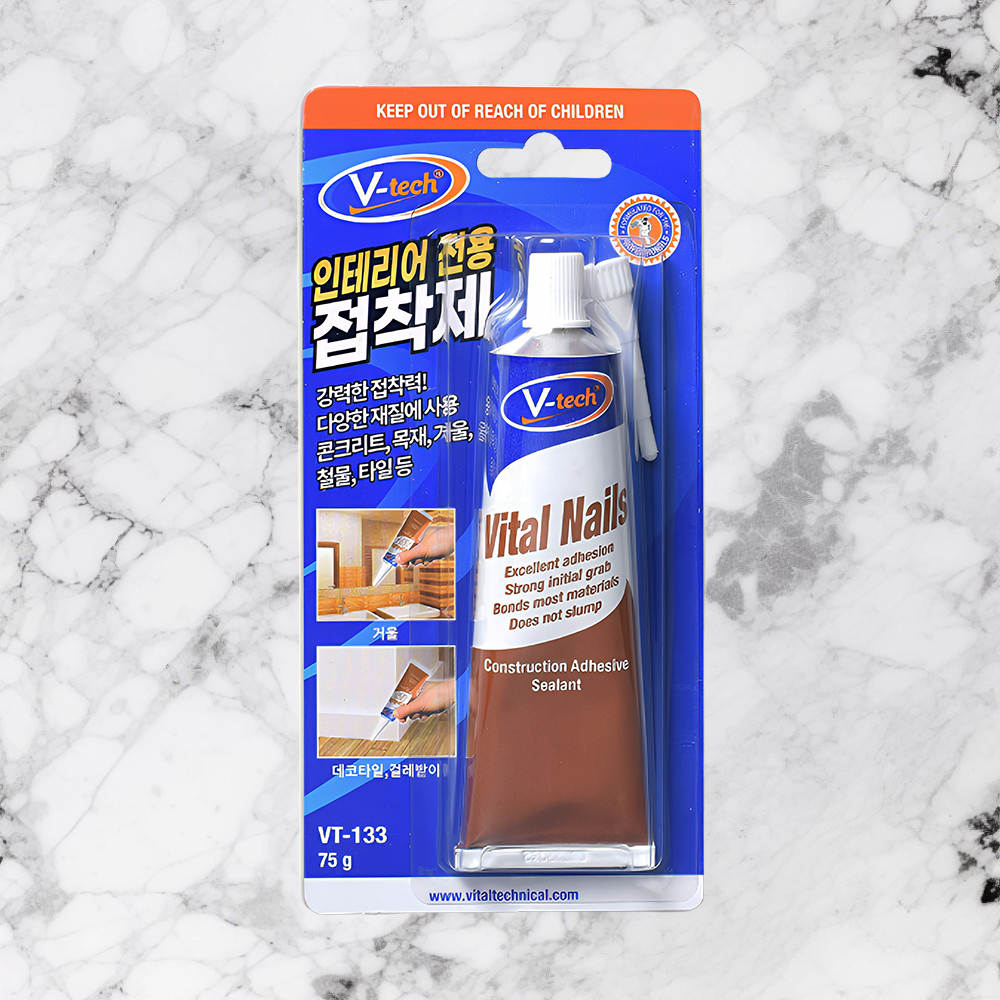 KEEP OUT OF REACH OF CHILDREN
V-tech®
인테리어 전용
접착제
강력한 접착력!
다양한 재질에 사용
콘크리트, 목재, 거울,
철물, 타일 등
거울
데코타일, 걸레받이
VT-133
75 g
V-tech®
Vital Nails
Excellent adhesion
Strong initial grab
Bonds most materials
Does not slump
Construction Adhesive
Sealant
www.vitaltechnical.com